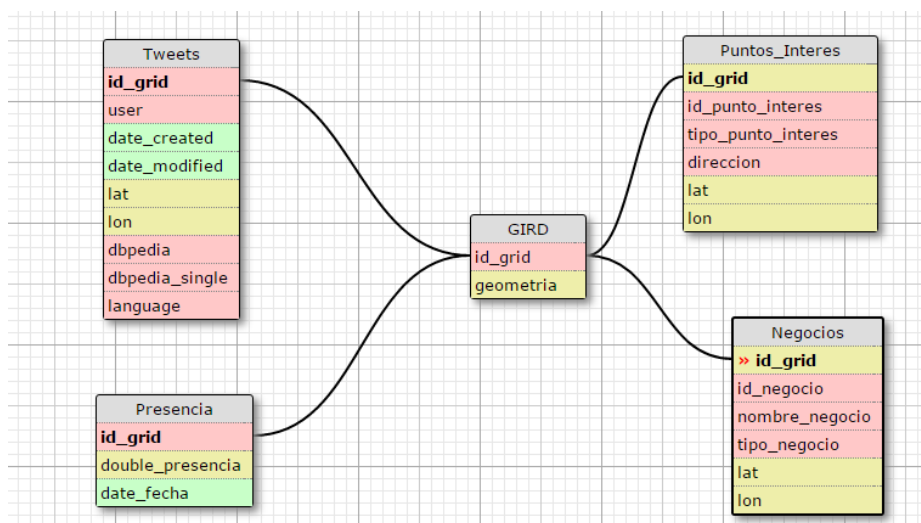 Tweets
id_grid
user
date_created
date_modified
lat
lon
dbpedia
dbpedia_single
language
Puntos_Interes
id_grid
id_punto_interes
tipo_punto_interes
direccion
lat
lon
GIRD
id_grid
geometria
Presencia
id_grid
double_presencia
date_fecha
Negocios
» id_grid
id_negocio
nombre_negocio
tipo_negocio
lat
lon